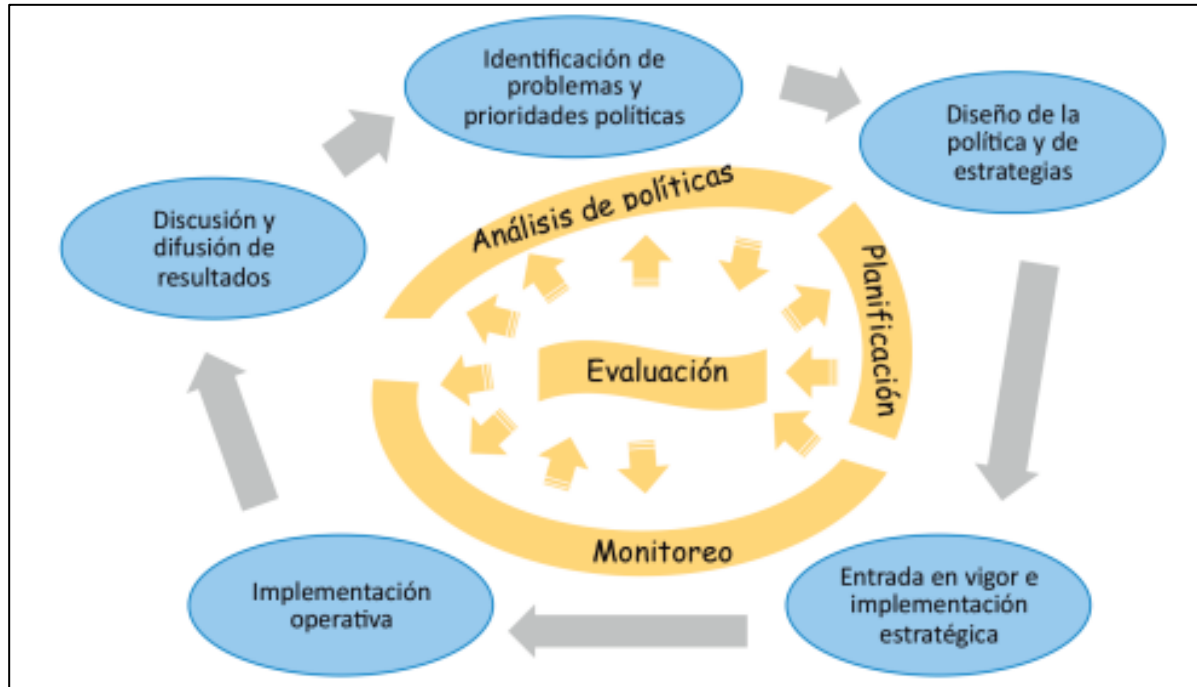 Identificación de
problemas y
prioridades políticas
Diseño de la
política y de
estrategias
Discusión y
difusión de
resultados
Análisis de políticas
Planificación
Evaluación
Monitoreo
Implementación
operativa
Entrada en vigor e
implementación
estratégica